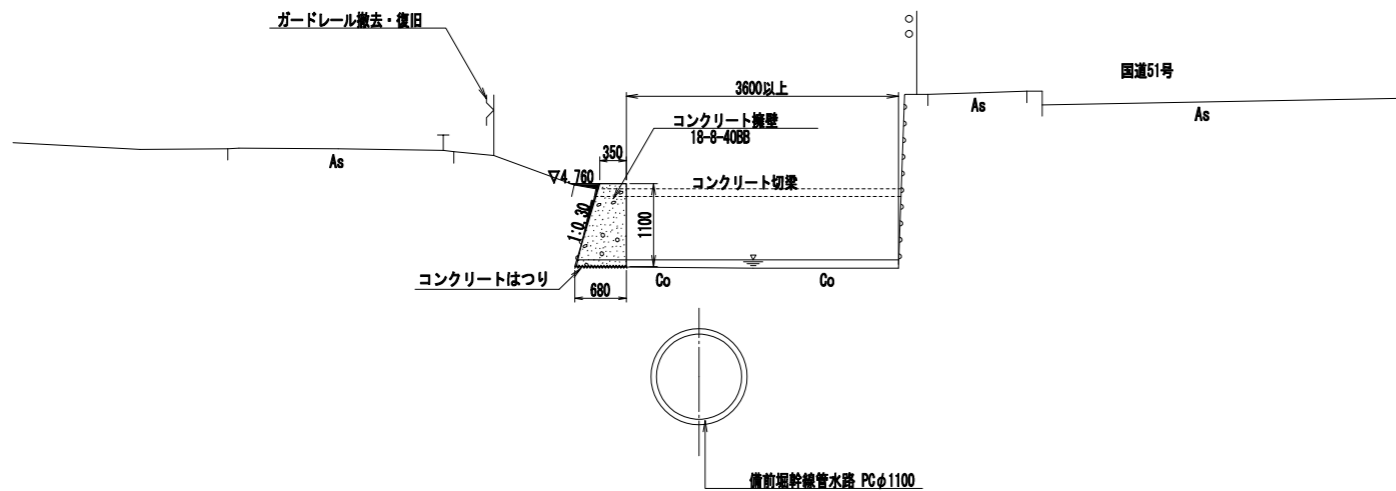 ガードレール撤去・復旧
国道51号
3600以上
As
As
コンクリート擁壁
18-8-40BB
350
As
▽4.760
コンクリート切梁
1:0.30
1100
コンクリートはつり
680
Co
Co
備前堀幹線管水路 PCφ1100